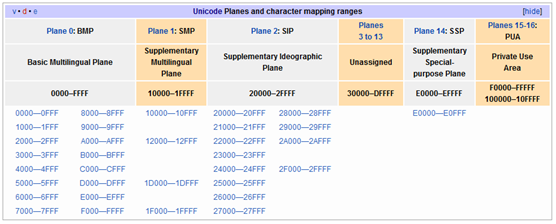 v • d • e Unicode Planes and character mapping ranges [hide]
Plane 0: BMP Plane 1: SMP Plane 2: SIP Planes 3 to 13 Plane 14: SSP Planes 15-16: PUA
Basic Multilingual Plane Supplementary Multilingual Plane Supplementary Ideographic Plane Unassigned Supplementary Special-purpose Plane Private Use Area
0000—FFFF 10000—1FFFF 20000—2FFFF 30000—DFFFF E0000—EFFFF F0000—FFFFF 100000—10FFFF
0000—0FFF 8000—8FFF 10000—10FFF 20000—20FFF 28000—28FFF E0000—E0FFF
1000—1FFF 9000—9FFF 21000—21FFF 29000—29FFF
2000—2FFF A000—AFFF 12000—12FFF 22000—22FFF 2A000—2AFFF
3000—3FFF B000—BFFF 23000—23FFF
4000—4FFF C000—CFFF 24000—24FFF 2F000—2FFFF
5000—5FFF D000—DFFF 1D000—1DFFF 25000—25FFF
6000—6FFF E000—EFFF 26000—26FFF
7000—7FFF F000—FFFF 1F000—1FFFF 27000—27FFF